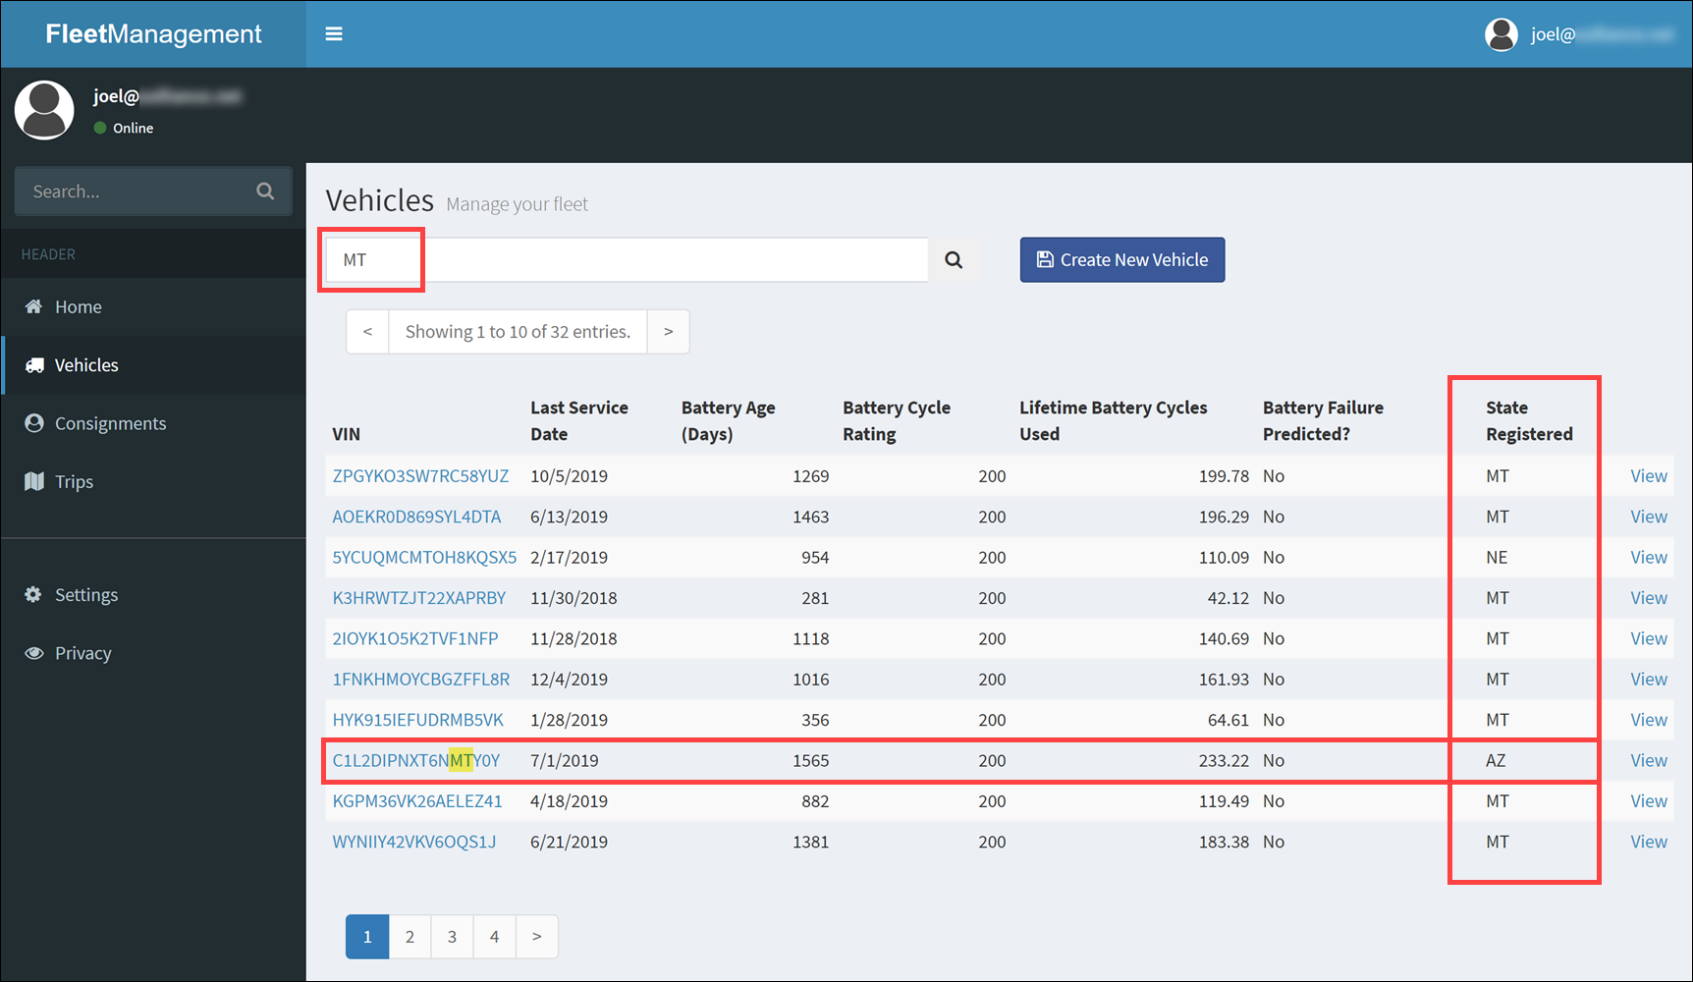 FleetManagement
joel@
joel@
Online
Search...
HEADER
Home
Vehicles
Consignments
Trips
Settings
Privacy
Vehicles Manage your fleet
MT
Create New Vehicle
< Showing 1 to 10 of 32 entries. >
VIN Last Service Date Battery Age (Days) Battery Cycle Rating Lifetime Battery Cycles Used Battery Failure Predicted? State Registered
ZPGYKO3SW7RC58YUZ 10/5/2019 1269 200 199.78 No MT View
AOEKR0D869SYL4DTA 6/13/2019 1463 200 196.29 No MT View
5YCUQMCMTOH8KQSX5 2/17/2019 954 200 110.09 No NE View
K3HRWTZJT22XAPRBY 11/30/2018 281 200 42.12 No MT View
2IOYK1O5K2TVF1NFP 11/28/2018 1118 200 140.69 No MT View
1FNKHMOYCBGZFFL8R 12/4/2019 1016 200 161.93 No MT View
HYK915IEFUDRMB5VK 1/28/2019 356 200 64.61 No MT View
C1L2DIPNXT6NMTY0Y 7/1/2019 1565 200 233.22 No AZ View
KGPM36VK26AELEZ41 4/18/2019 882 200 119.49 No MT View
WYNIIY42VKV6OQS1J 6/21/2019 1381 200 183.38 No MT View
1 2 3 4 >